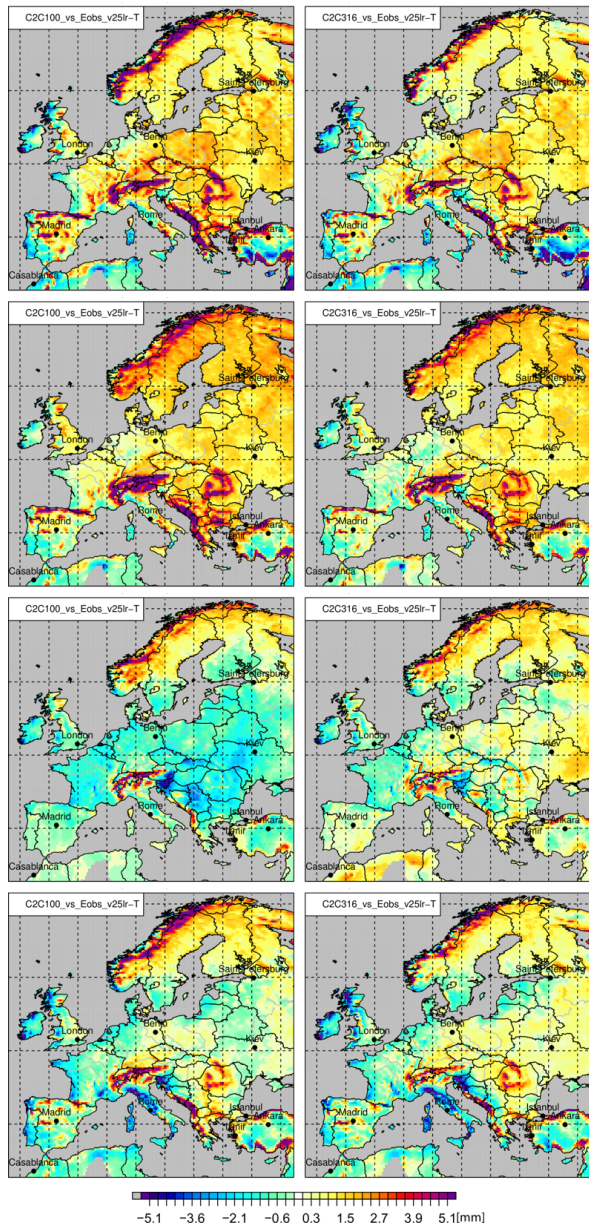 C2C100_vs_Eobs_v25lr-T
C2C316_vs_Eobs_v25lr-T
Saint Petersburg
London
Berlin
Kiev
Madrid
Rome
Istanbul
Ankara
Izmir
Casablanca
Saint Petersburg
London
Berlin
Kiev
Madrid
Rome
Istanbul
Ankara
Izmir
Casablanca
C2C100_vs_Eobs_v25lr-T
C2C316_vs_Eobs_v25lr-T
Saint Petersburg
London
Berlin
Kiev
Madrid
Rome
Istanbul
Ankara
Izmir
Casablanca
Saint Petersburg
London
Berlin
Kiev
Madrid
Rome
Istanbul
Ankara
Izmir
Casablanca
C2C100_vs_Eobs_v25lr-T
C2C316_vs_Eobs_v25lr-T
Saint Petersburg
London
Berlin
Kiev
Madrid
Rome
Istanbul
Ankara
Izmir
Casablanca
Saint Petersburg
London
Berlin
Kiev
Madrid
Rome
Istanbul
Ankara
Izmir
Casablanca
C2C100_vs_Eobs_v25lr-T
C2C316_vs_Eobs_v25lr-T
Saint Petersburg
London
Berlin
Kiev
Madrid
Rome
Istanbul
Ankara
Izmir
Casablanca
Saint Petersburg
London
Berlin
Kiev
Madrid
Rome
Istanbul
Ankara
Izmir
Casablanca
−5.1 −3.6 −2.1 −0.6 0.3 1.5 2.7 3.9 5.1[mm]